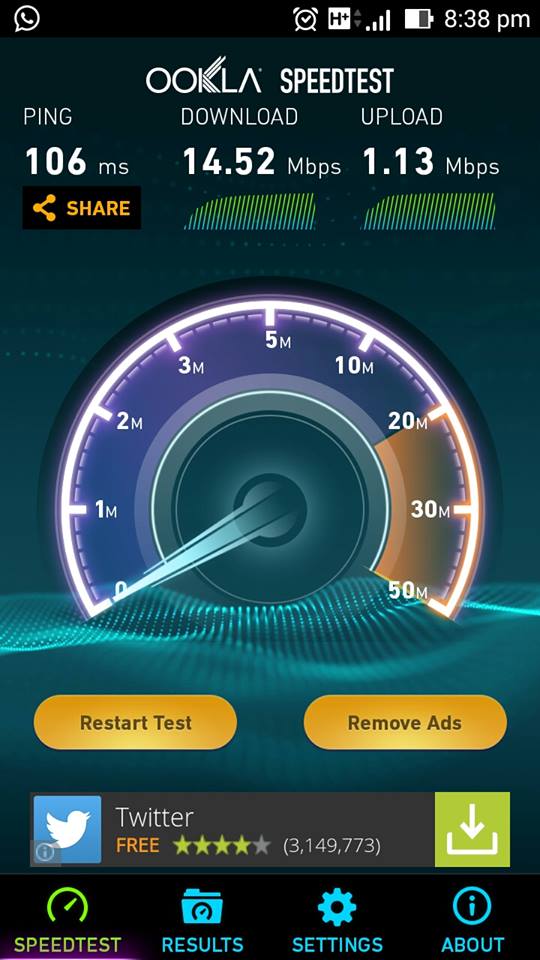 H+ 8:38 pm
OOKLA SPEEDTEST
PING DOWNLOAD UPLOAD
106 ms 14.52 Mbps 1.13 Mbps
SHARE
5M
3M 10M
2M 20M
1M 30M
0 50M
Restart Test Remove Ads
Twitter
FREE (3,149,773)
SPEEDTEST RESULTS SETTINGS ABOUT